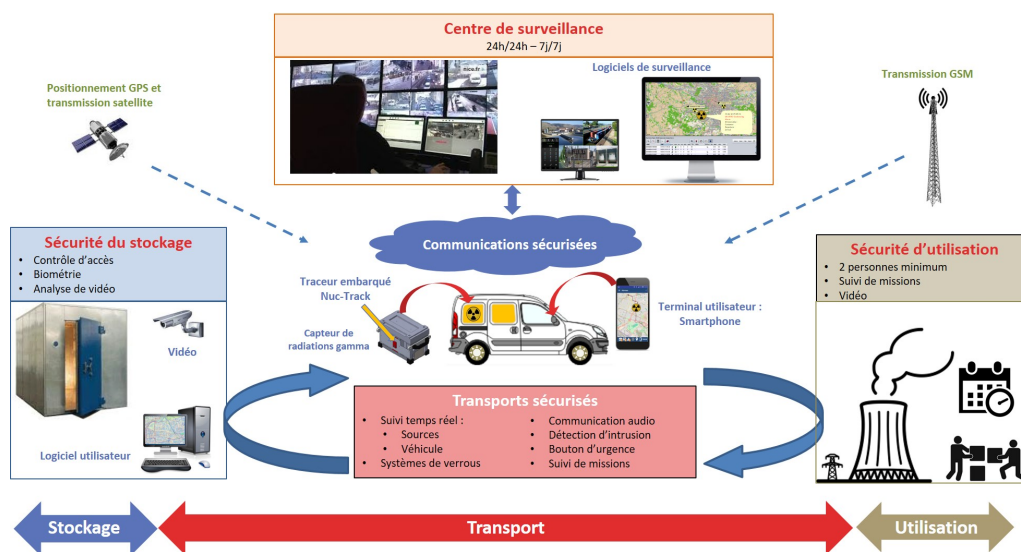 Centre de surveillance
24h/24h – 7j/7j
Logiciels de surveillance
nice.fr
Positionnement GPS et
transmission satellite
Transmission GSM
Communications sécurisées
Sécurité du stockage
• Contrôle d'accès
• Biométrie
• Analyse de vidéo
Vidéo
Logiciel utilisateur
Traceur embarqué
Nuc-Track
Capteur de
radiations gamma
Terminal utilisateur :
Smartphone
Sécurité d'utilisation
• 2 personnes minimum
• Suivi de missions
• Vidéo
Transports sécurisés
• Suivi temps réel :
• Sources
• Véhicule
• Systèmes de verrous
• Communication audio
• Détection d'intrusion
• Bouton d'urgence
• Suivi de missions
Stockage
Transport
Utilisation